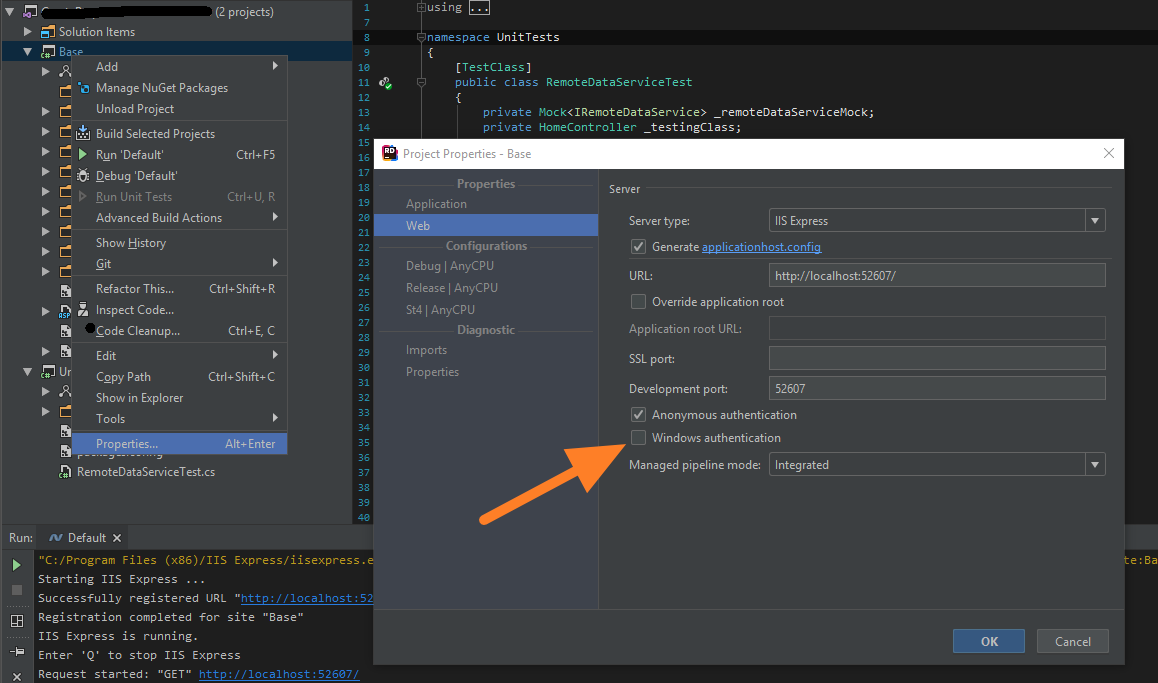 (2 projects)
Solution Items
Base
Add
Manage NuGet Packages
Unload Project
Build Selected Projects
Run 'Default' Ctrl+F5
Debug 'Default'
Run Unit Tests Ctrl+U, R
Advanced Build Actions
Show History
Git
Refactor This... Ctrl+Shift+R
Inspect Code...
Code Cleanup... Ctrl+E, C
Edit
Copy Path Ctrl+Shift+C
Show in Explorer
Tools
Properties... Alt+Enter
Un
RemoteDataServiceTest.cs
1 using ...
7
8 namespace UnitTests
9 {
10 [TestClass]
11 public class RemoteDataServiceTest
12 {
13 private Mock<IRemoteDataService> _remoteDataServiceMock;
14 private HomeController _testingClass;
15
16
17
18
19
20
21
22
23
24
25
26
27
28
29
30
31
32
33
34
35
36
37
38
39
40
RD Project Properties - Base
Properties
Application
Web
Configurations
Debug | AnyCPU
Release | AnyCPU
St4 | AnyCPU
Diagnostic
Imports
Properties
Server
Server type: IIS Express
Generate applicationhost.config
URL: http://localhost:52607/
Override application root
Application root URL:
SSL port:
Development port: 52607
Anonymous authentication
Windows authentication
Managed pipeline mode: Integrated
OK Cancel
Run: Default
"C:/Program Files (x86)/IIS Express/iisexpress.e te:Ba
Starting IIS Express ...
Successfully registered URL "http://localhost:52
Registration completed for site "Base"
IIS Express is running.
Enter 'Q' to stop IIS Express
Request started: "GET" http://localhost:52607/